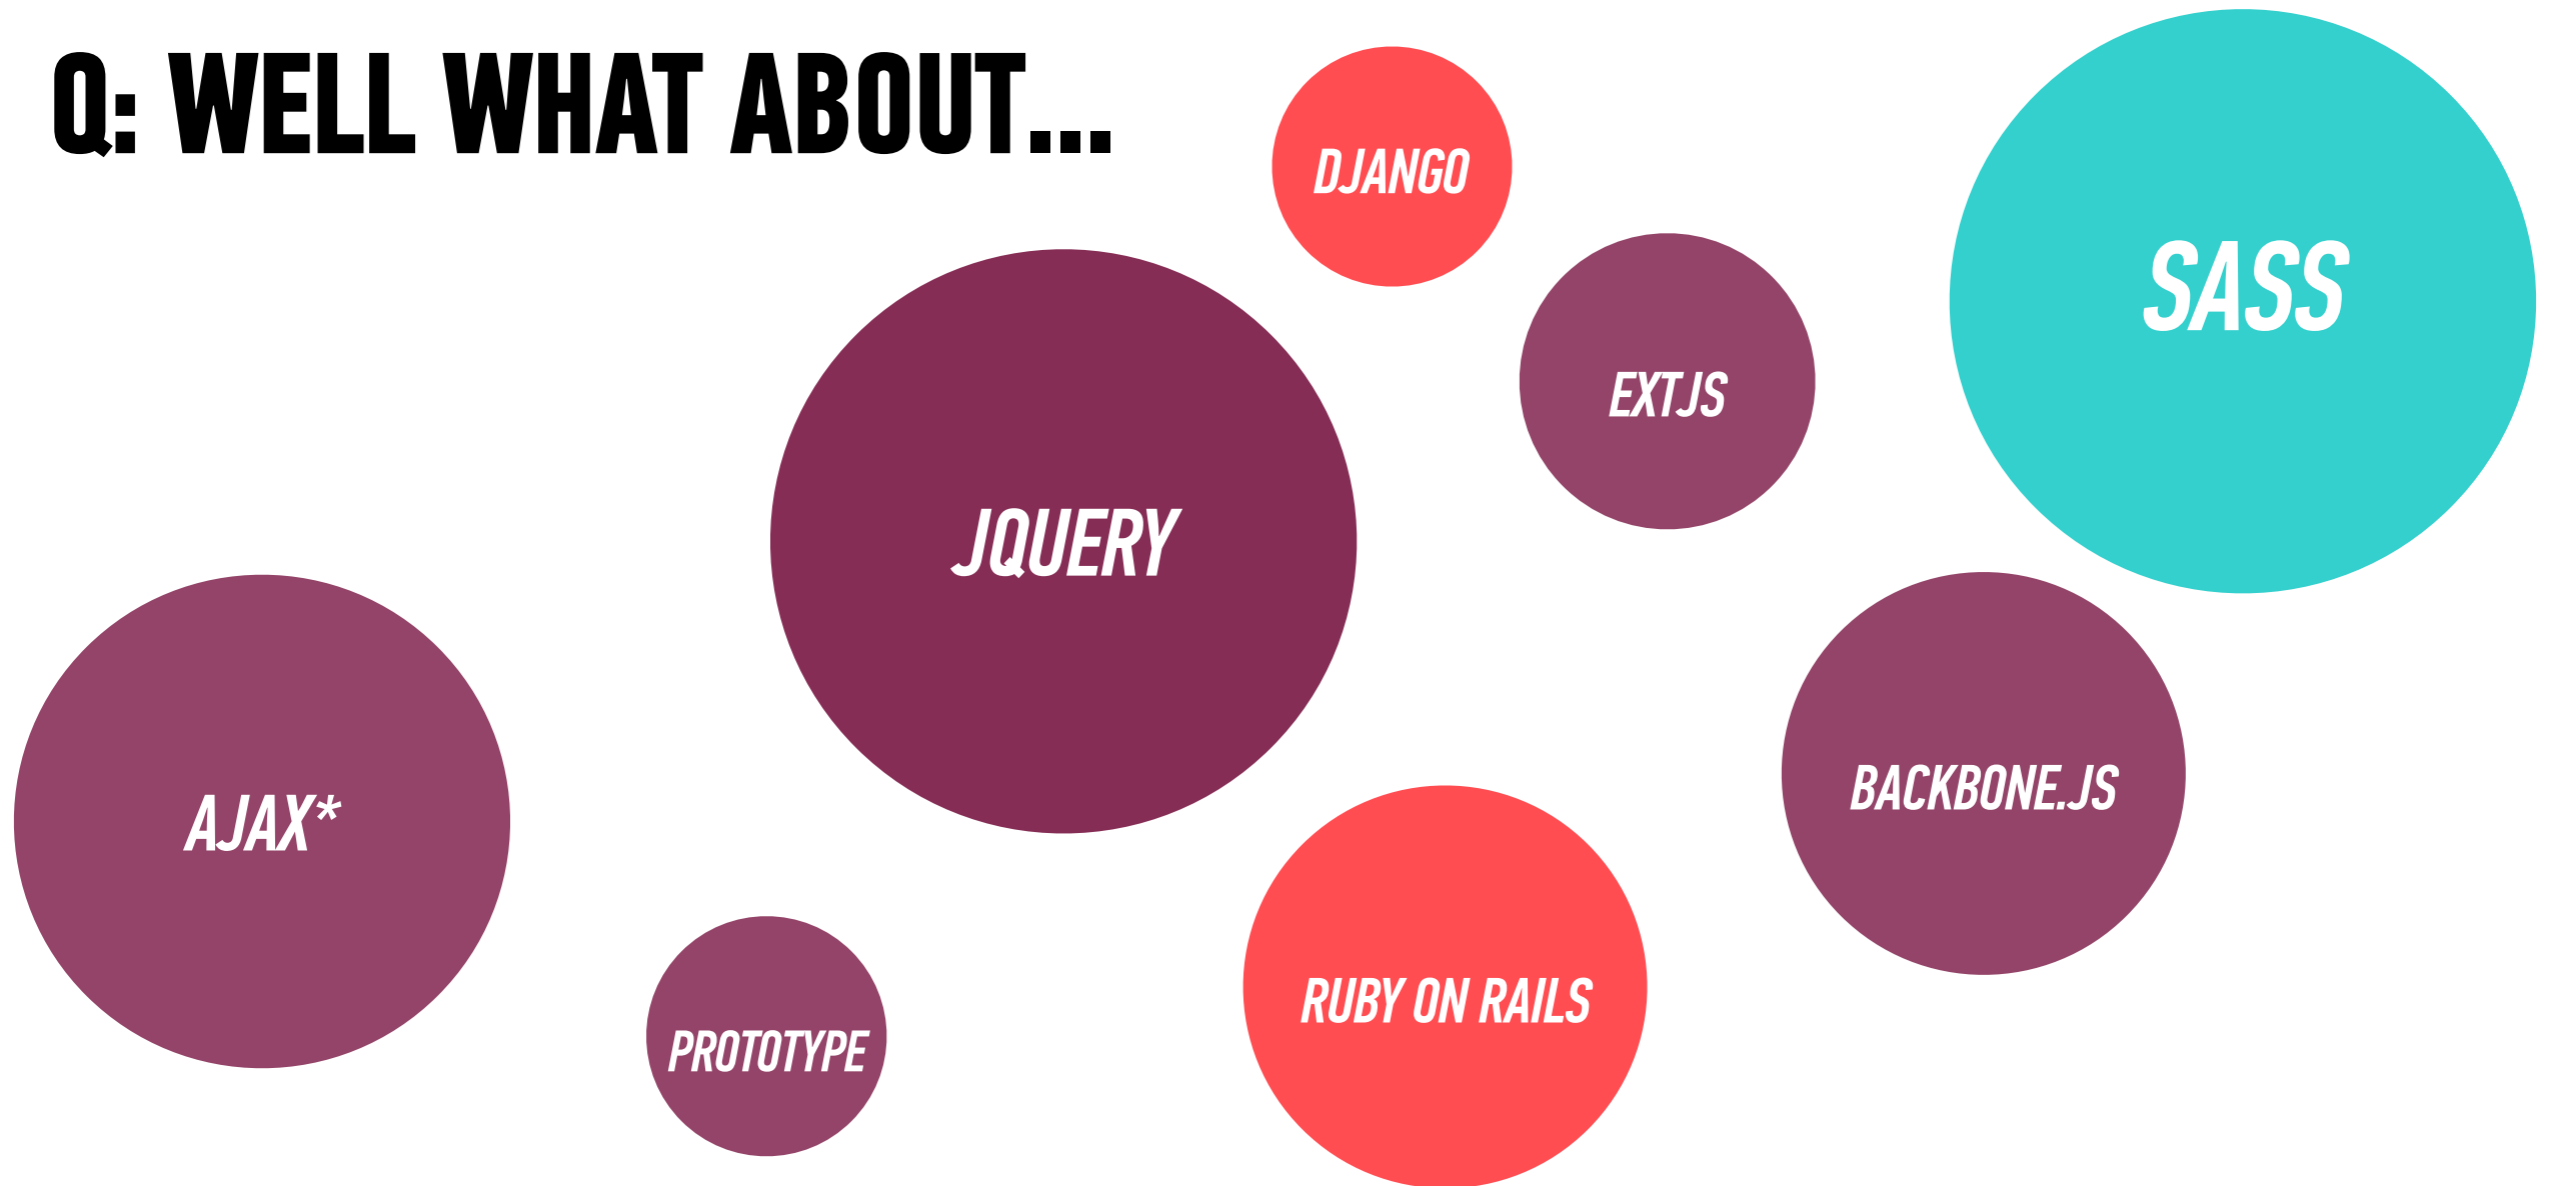 Q: WELL WHAT ABOUT...
DJANGO
SASS
EXTJS
JQUERY
BACKBONE.JS
AJAX*
RUBY ON RAILS
PROTOTYPE